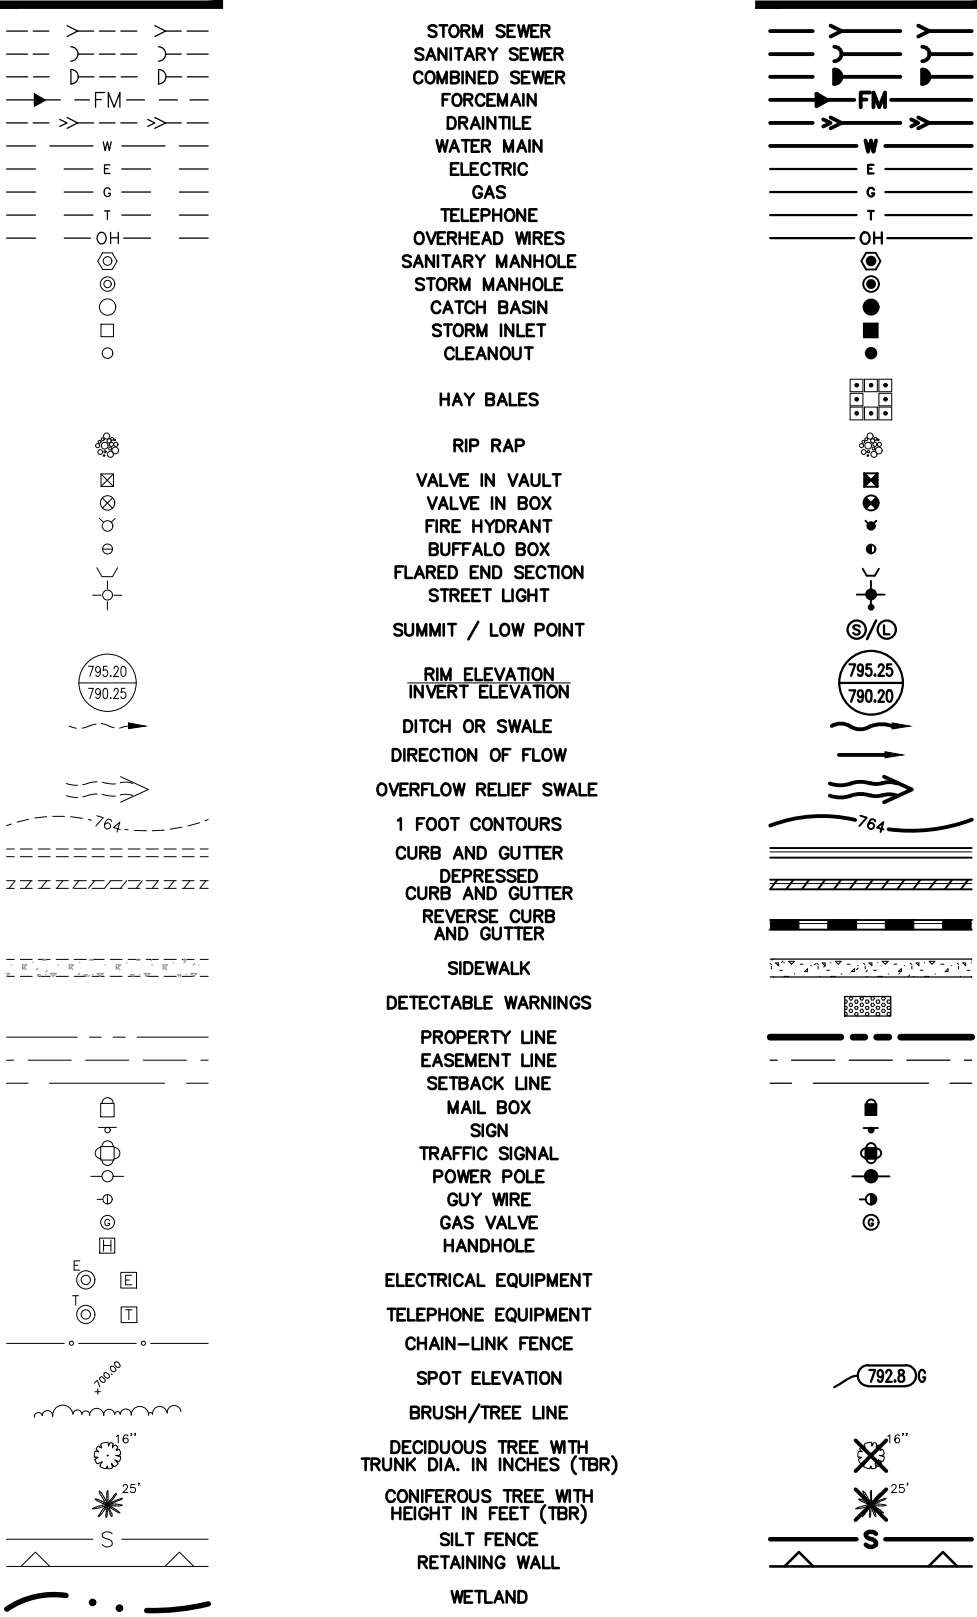 STORM SEWER
SANITARY SEWER
COMBINED SEWER
FM FORCEMAIN FM
DRAINTILE
W WATER MAIN W
E ELECTRIC E
G GAS G
T TELEPHONE T
OH OVERHEAD WIRES OH
SANITARY MANHOLE
STORM MANHOLE
CATCH BASIN
STORM INLET
CLEANOUT
HAY BALES
RIP RAP
VALVE IN VAULT
VALVE IN BOX
FIRE HYDRANT
BUFFALO BOX
FLARED END SECTION
STREET LIGHT
SUMMIT / LOW POINT S/L
795.20 RIM ELEVATION 795.25
790.25 INVERT ELEVATION 790.20
DITCH OR SWALE
DIRECTION OF FLOW
OVERFLOW RELIEF SWALE
764 1 FOOT CONTOURS 764
CURB AND GUTTER
DEPRESSED
CURB AND GUTTER
REVERSE CURB
AND GUTTER
SIDEWALK
DETECTABLE WARNINGS
PROPERTY LINE
EASEMENT LINE
SETBACK LINE
MAIL BOX
SIGN
TRAFFIC SIGNAL
POWER POLE
GUY WIRE
G GAS VALVE G
H HANDHOLE
E E ELECTRICAL EQUIPMENT
T T TELEPHONE EQUIPMENT
CHAIN-LINK FENCE
+700.00 SPOT ELEVATION 792.8 G
BRUSH/TREE LINE
16" DECIDUOUS TREE WITH 16"
TRUNK DIA. IN INCHES (TBR)
25' CONIFEROUS TREE WITH 25'
HEIGHT IN FEET (TBR)
S SILT FENCE S
RETAINING WALL
WETLAND